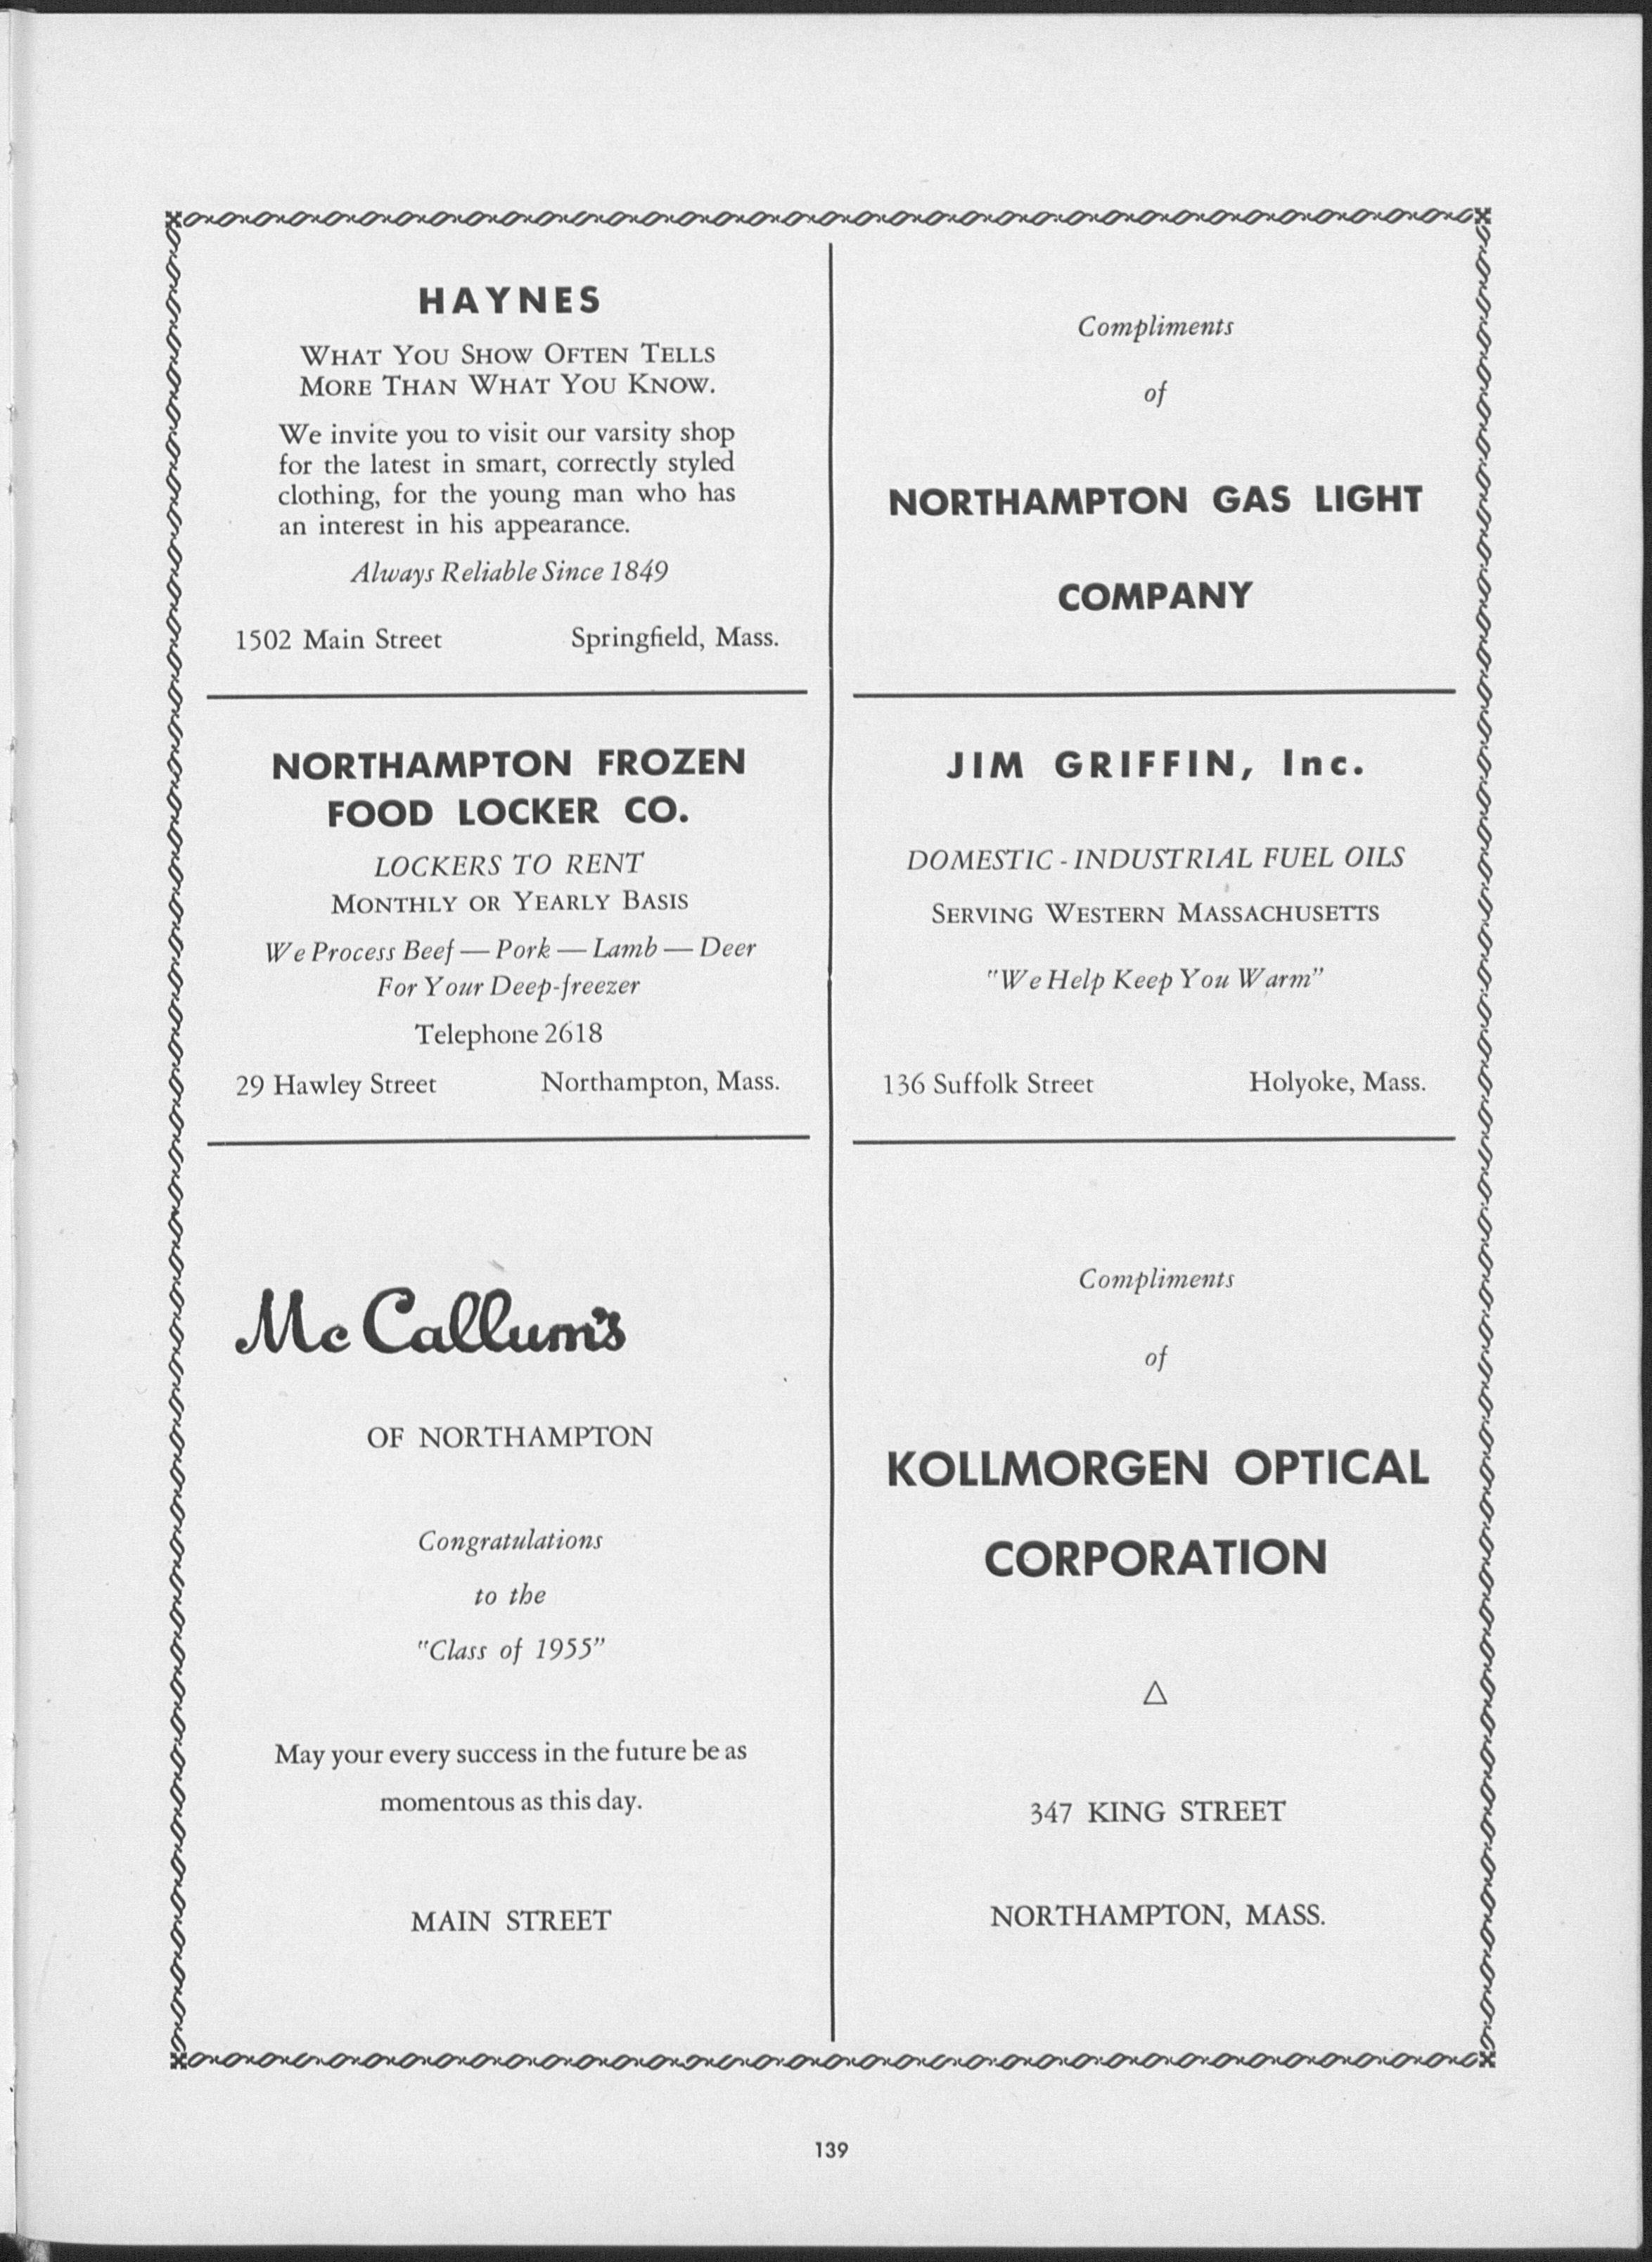 HAYNES
WHAT YOU SHOW OFTEN TELLS
MORE THAN WHAT YOU KNOW.
We invite you to visit our varsity shop
for the latest in smart, correctly styled
clothing, for the young man who has
an interest in his appearance.
Always Reliable Since 1849
1502 Main Street Springfield, Mass.
NORTHAMPTON FROZEN
FOOD LOCKER CO.
LOCKERS TO RENT
MONTHLY OR YEARLY BASIS
We Process Beef — Pork — Lamb — Deer
For Your Deep-freezer
Telephone 2618
29 Hawley Street Northampton, Mass.
McCallum's
OF NORTHAMPTON
Congratulations
to the
"Class of 1955"
May your every success in the future be as
momentous as this day.
MAIN STREET
Compliments
of
NORTHAMPTON GAS LIGHT
COMPANY
JIM GRIFFIN, Inc.
DOMESTIC - INDUSTRIAL FUEL OILS
SERVING WESTERN MASSACHUSETTS
"We Help Keep You Warm"
136 Suffolk Street Holyoke, Mass.
Compliments
of
KOLLMORGEN OPTICAL
CORPORATION
347 KING STREET
NORTHAMPTON, MASS.
139